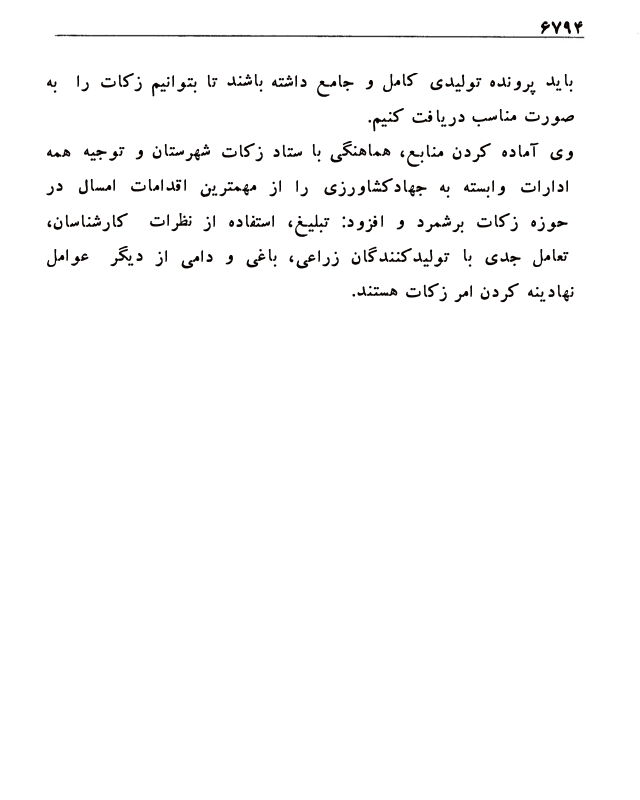 ۶۷۹۴
باید پرونده تولیدی کامل و جامع داشته باشند تا بتوانیم زکات را به
صورت مناسب دریافت کنیم.
وی آماده کردن منابع، هماهنگی با ستاد زکات شهرستان و توجیه همه
ادارات وابسته به جهادکشاورزی را از مهمترین اقدامات امسال در
حوزه زکات برشمرد و افزود: تبلیغ، استفاده از نظرات کارشناسان،
تعامل جدی با تولیدکنندگان زراعی، باغی و دامی از دیگر عوامل
نهادینه کردن امر زکات هستند.